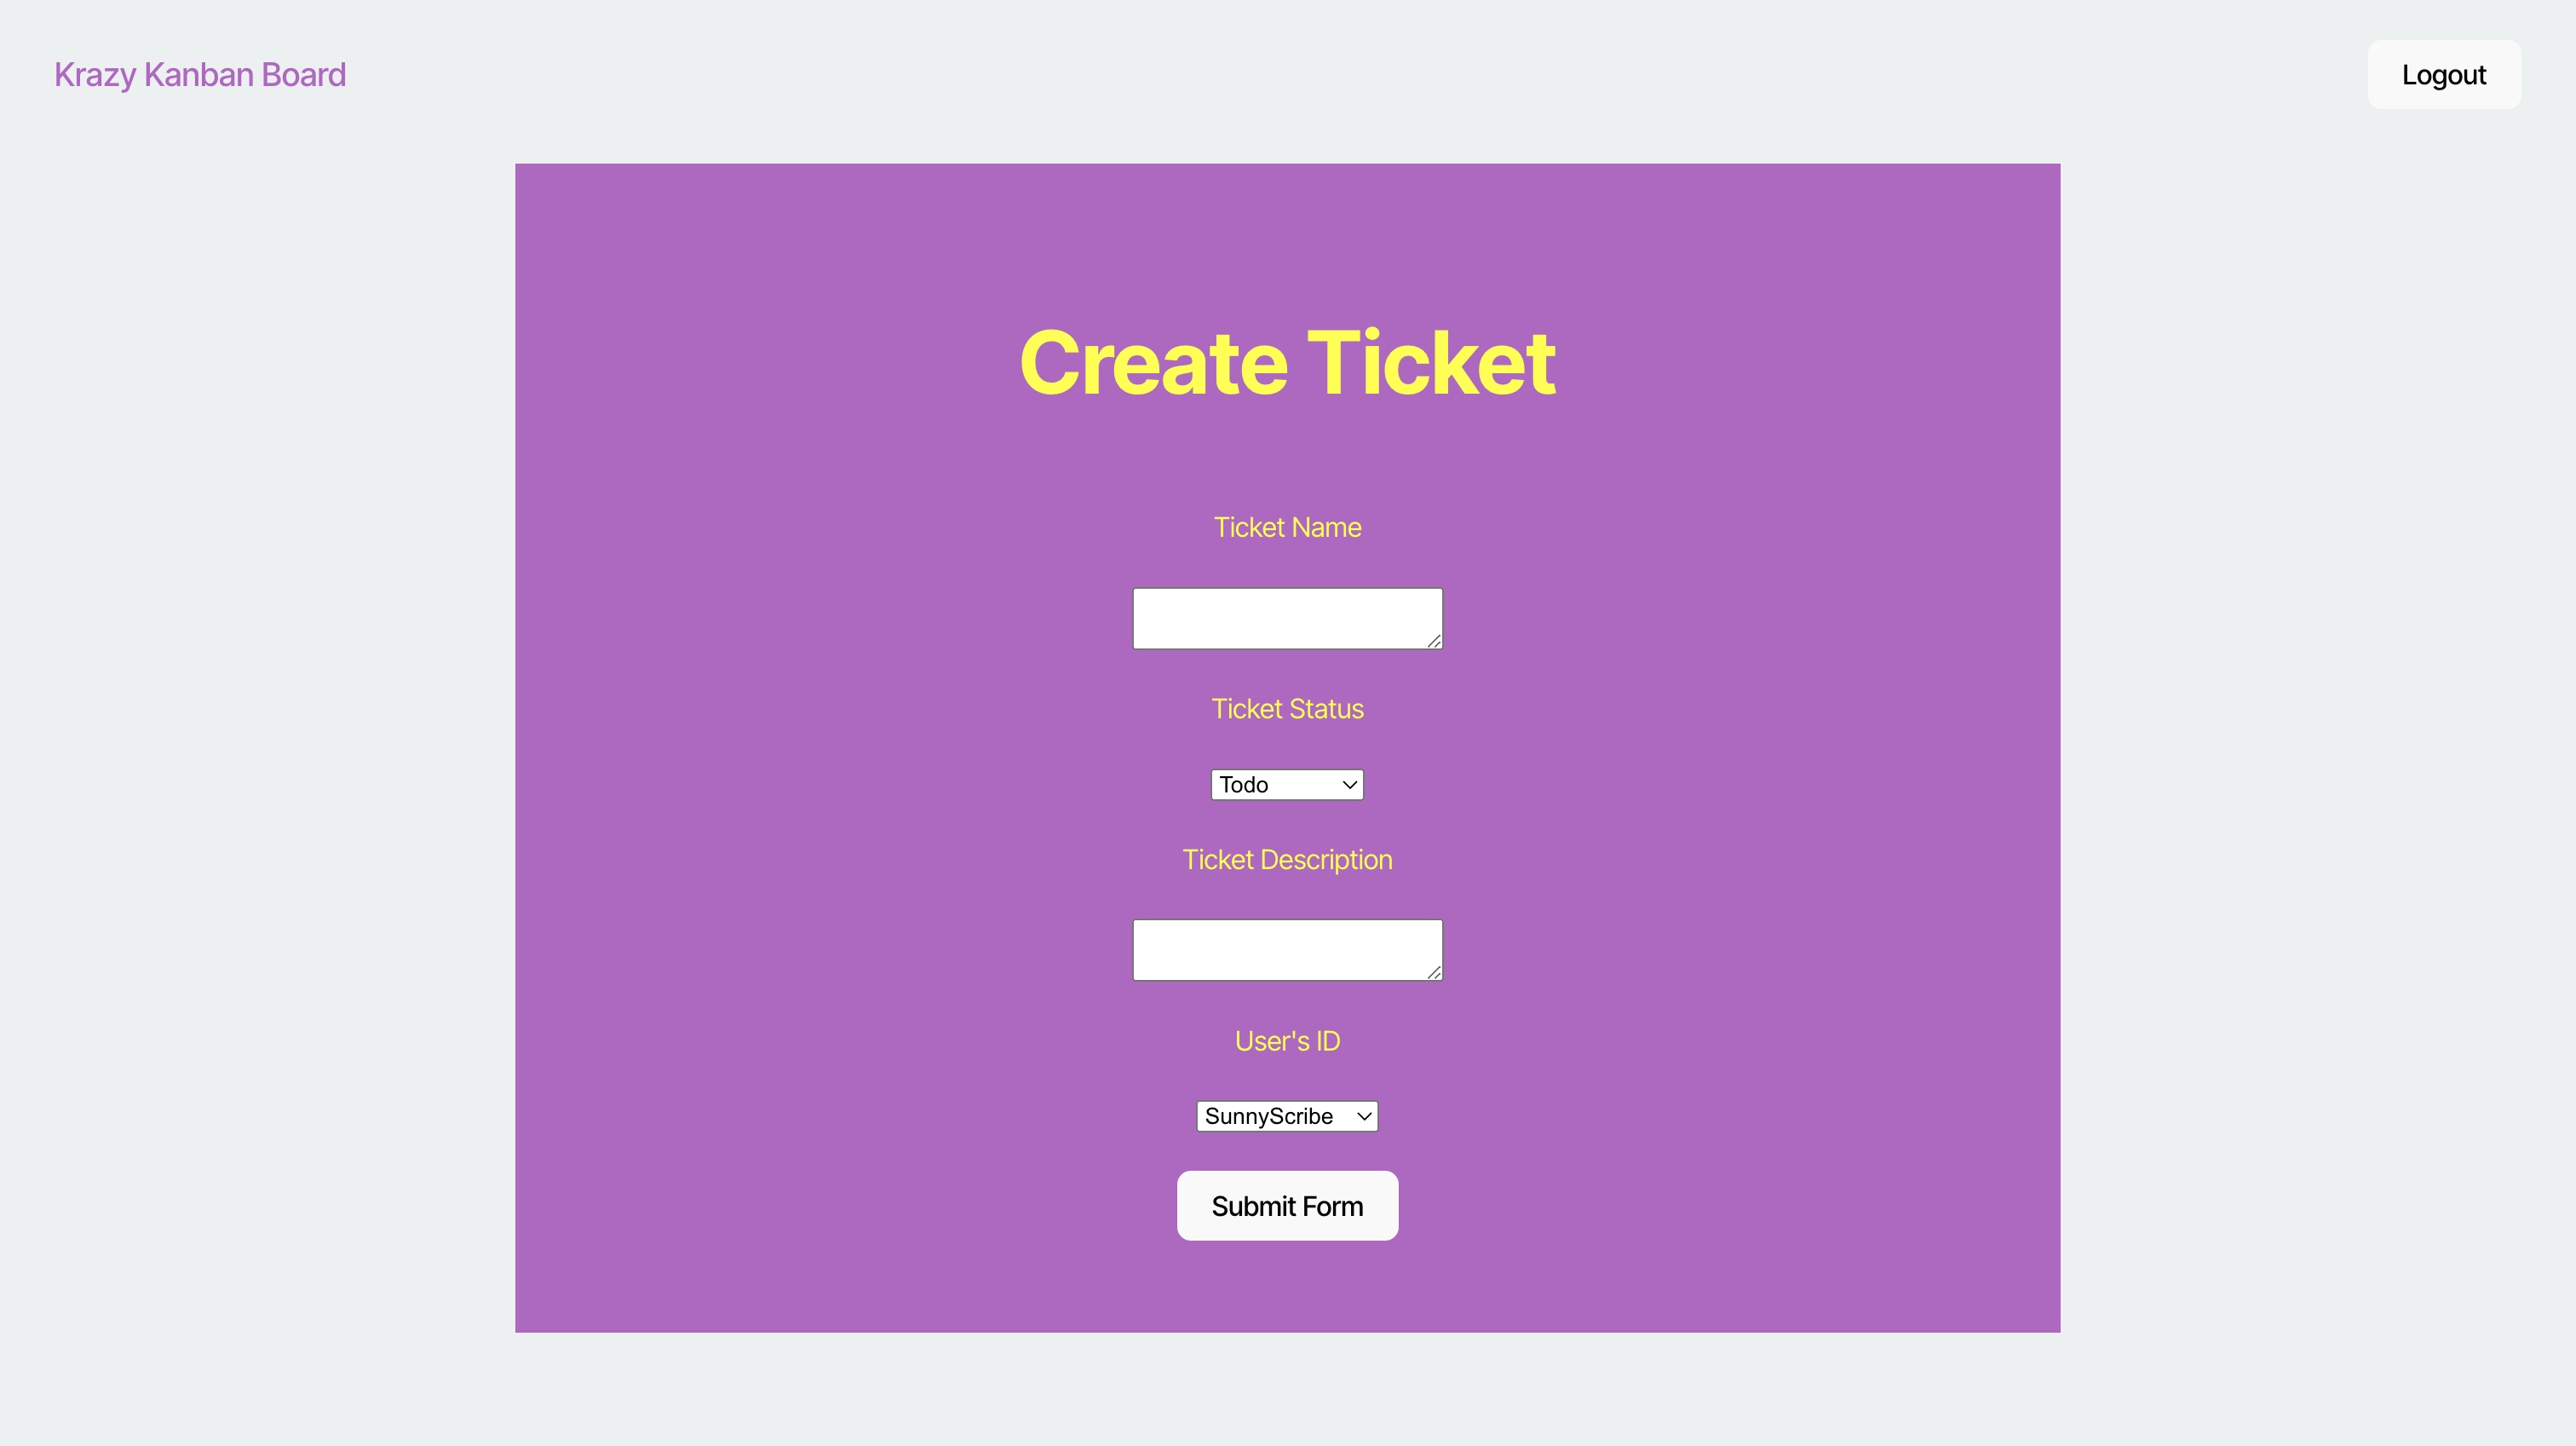 Krazy Kanban Board
Logout
Create Ticket
Ticket Name
Ticket Status
Todo
Ticket Description
User's ID
SunnyScribe
Submit Form